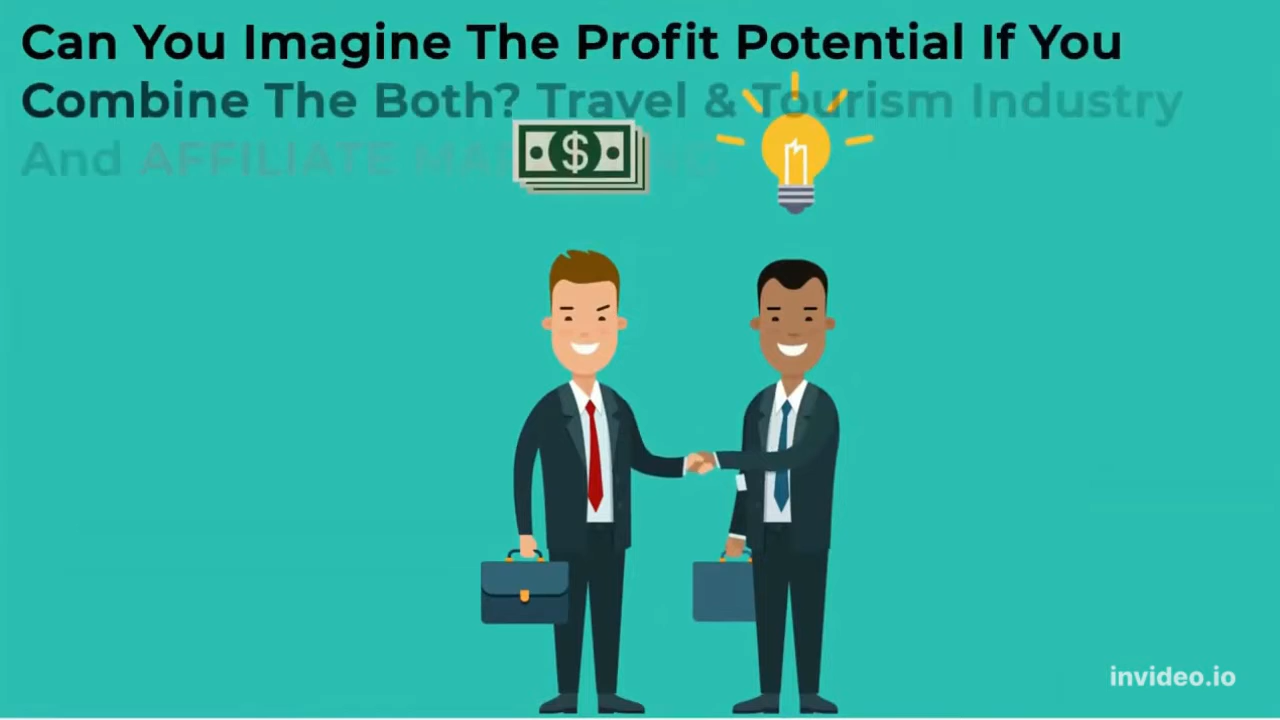 Can You Imagine The Profit Potential If You
Combine The Both? Travel & Tourism Industry
And AFFILIATE
$
invideo.io